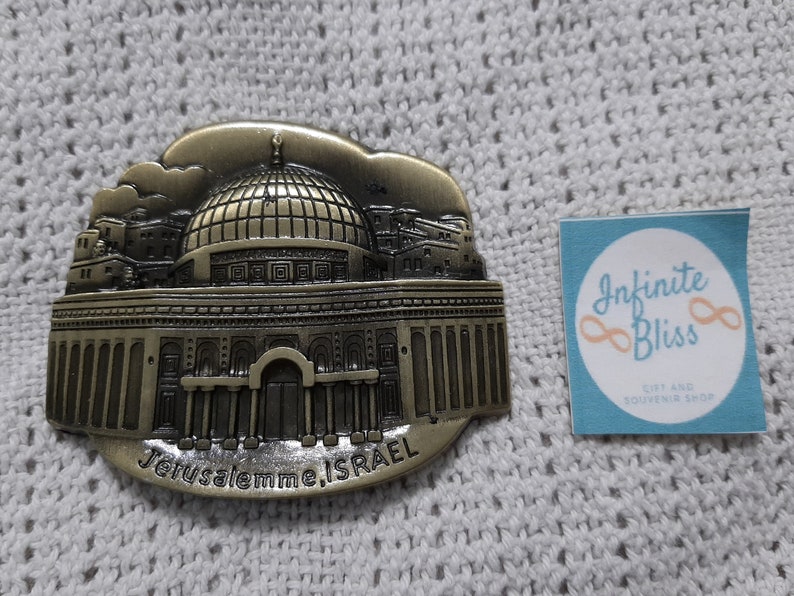 Jerusalemme, ISRAEL
Infinite
Bliss
GIFT AND
SOUVENIR SHOP